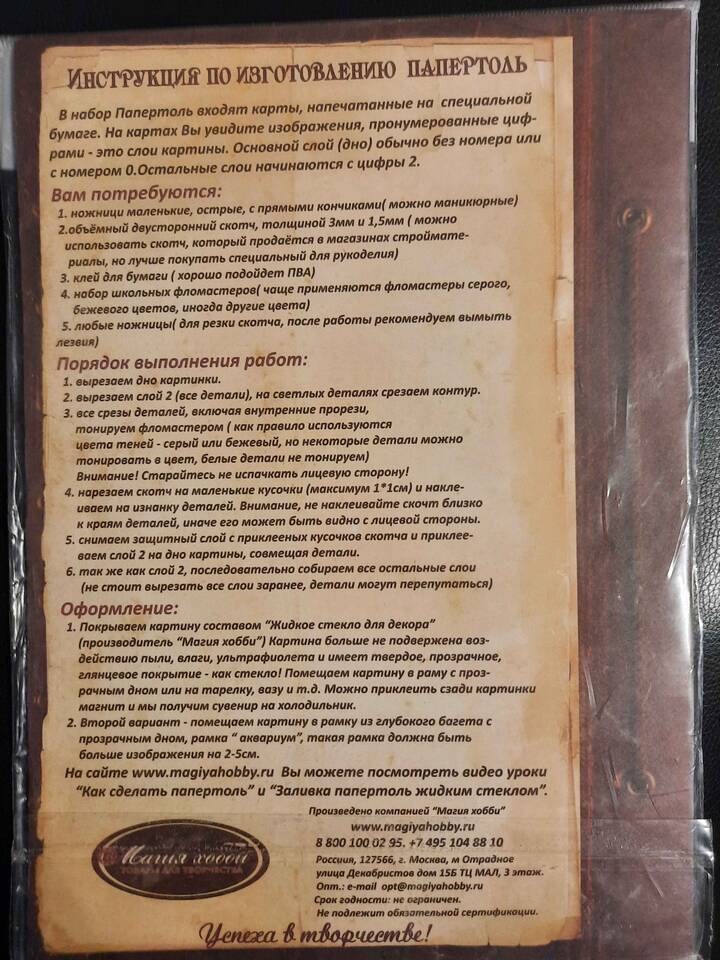 Инструкция по изготовлению папертоль
В набор Папертоль входят карты, напечатанные на специальной
бумаге. На картах Вы увидите изображения, пронумерованные циф-
рами - это слои картины. Основной слой (дно) обычно без номера или
с номером 0.Остальные слои начинаются с цифры 2.
Вам потребуются:
1. ножници маленькие, острые, с прямыми кончиками( можно маникюрные)
2.объёмный двусторонний скотч, толщиной 3мм и 1,5мм ( можно
использовать скотч, который продаётся в магазинах строймате-
риалы, но лучше покупать специальный для рукоделия)
3. клей для бумаги ( хорошо подойдет ПВА)
4. набор школьных фломастеров( чаще применяются фломастеры серого,
бежевого цветов, иногда другие цвета)
5. любые ножницы( для резки скотча, после работы рекомендуем вымыть
лезвия)
Порядок выполнения работ:
1. вырезаем дно картинки.
2. вырезаем слой 2 (все детали), на светлых деталях срезаем контур.
3. все срезы деталей, включая внутренние прорези,
тонируем фломастером ( как правило используются
цвета теней - серый или бежевый, но некоторые детали можно
тонировать в цвет, белые детали не тонируем)
Внимание! Старайтесь не испачкать лицевую сторону!
4. нарезаем скотч на маленькие кусочки (максимум 1*1см) и накле-
иваем на изнанку деталей. Внимание, не наклеивайте скочт близко
к краям деталей, иначе его может быть видно с лицевой стороны.
5. снимаем защитный слой с приклееных кусочков скотча и приклее-
ваем слой 2 на дно картины, совмещая детали.
6. так же как слой 2, последовательно собираем все остальные слои
(не стоит вырезать все слои заранее, детали могут перепутаться)
Оформление:
1. Покрываем картину составом “Жидкое стекло для декора”
(производитель “Магия хобби”) Картина больше не подвержена воз-
действию пыли, влаги, ультрафиолета и имеет твердое, прозрачное,
глянцевое покрытие - как стекло! Помещаем картину в раму с проз-
рачным дном или на тарелку, вазу и т.д. Можно приклеить сзади картинки
магнит и мы получим сувенир на холодильник.
2. Второй вариант - помещаем картину в рамку из глубокого багета с
прозрачным дном, рамка “ аквариум”, такая рамка должна быть
больше изображения на 2-5см.
На сайте www.magiyahobby.ru Вы можете посмотреть видео уроки
“Как сделать папертоль” и “Заливка папертоль жидким стеклом”.
Произведено компанией “Магия хобби”
www.magiyahobby.ru
8 800 100 02 95. +7 495 104 88 10
Росcиия, 127566, г. Москва, м Отрадное
улица Декабристов дом 15Б ТЦ МАЛ, 3 этаж.
Опт.: e-mail opt@magiyahobby.ru
Срок годности: не ограничен.
Не подлежит обязательной сертификации.
Магия хобби
ТОВАРЫ ДЛЯ ТВОРЧЕСТВА
Успеха в творчестве!